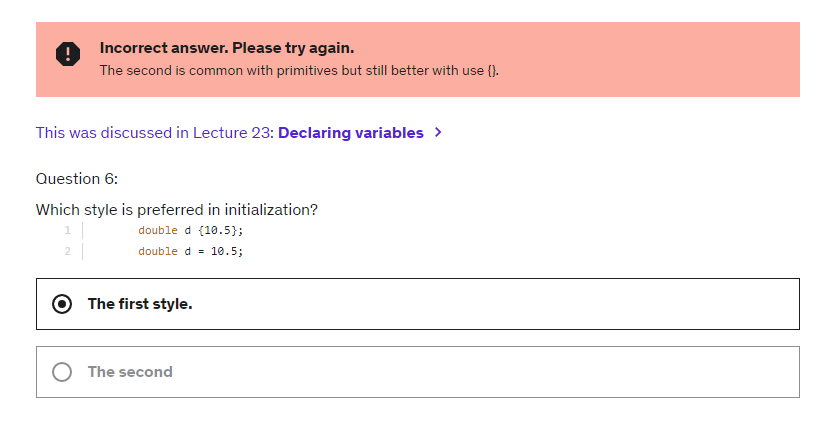 Incorrect answer. Please try again.
The second is common with primitives but still better with use {}.
This was discussed in Lecture 23: Declaring variables
Question 6:
Which style is preferred in initialization?
1 double d {10.5};
2 double d = 10.5;
The first style.
The second